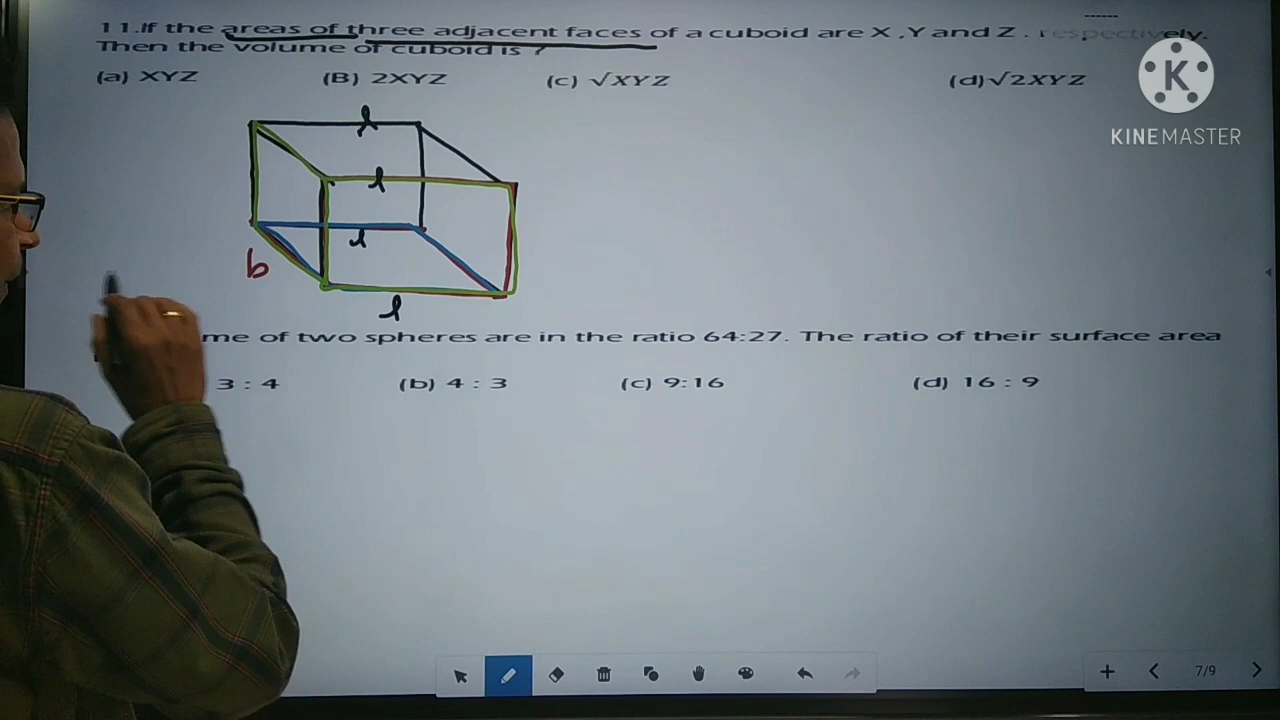 11.If the areas of three adjacent faces of a cuboid are X ,Y and Z . respectively.
Then the volume of cuboid is ?
(a) XYZ (B) 2XYZ (c) √XYZ (d)√2XYZ
KINEMASTER
l
l
l
b
l
me of two spheres are in the ratio 64:27. The ratio of their surface area
3 : 4 (b) 4 : 3 (c) 9:16 (d) 16 : 9
7/9